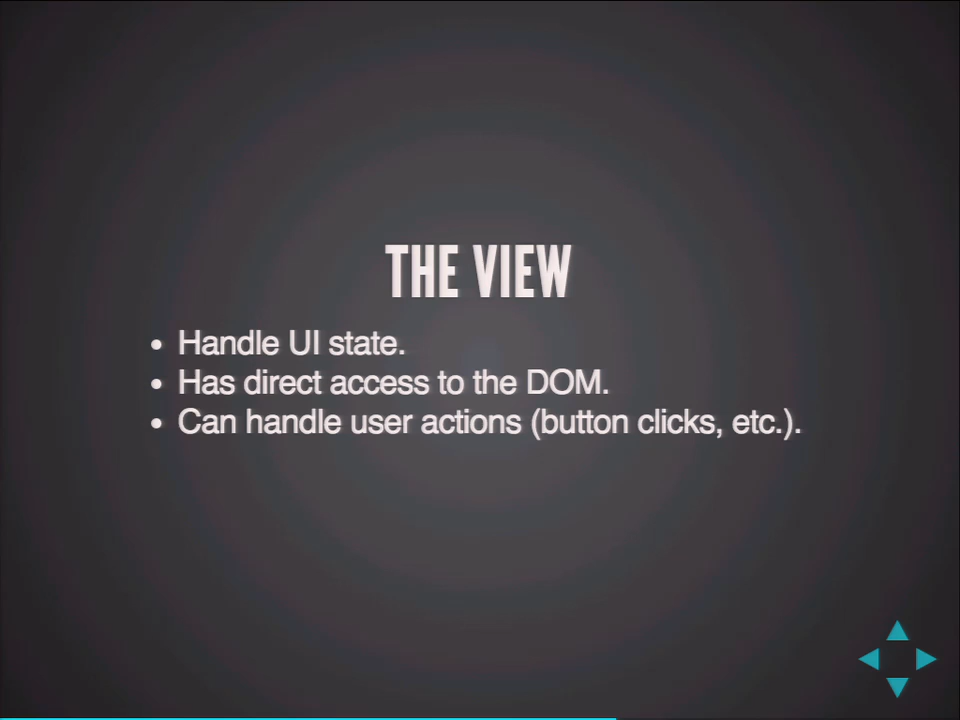 THE VIEW
Handle UI state.
Has direct access to the DOM.
Can handle user actions (button clicks, etc.).